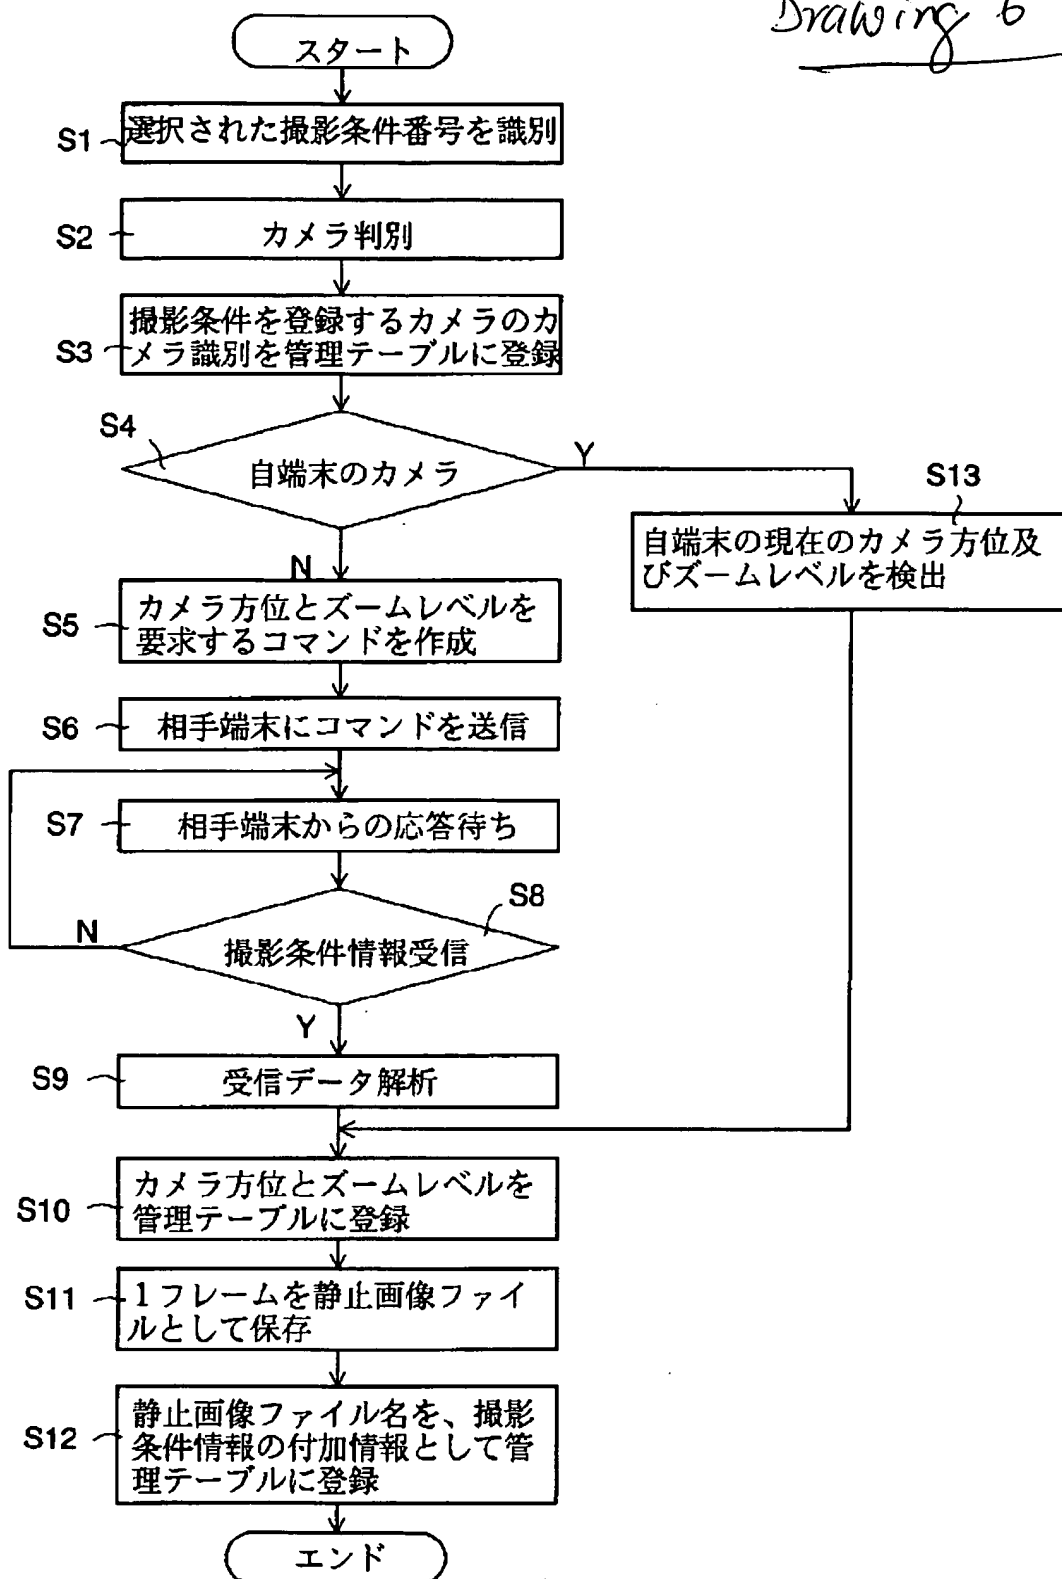 Drawing 6
スタート
S1
選択された撮影条件番号を識別
S2
カメラ判別
S3
撮影条件を登録するカメラのカ
メラ識別を管理テーブルに登録
S4
自端末のカメラ
Y
N
S13
自端末の現在のカメラ方位及
びズームレベルを検出
S5
カメラ方位とズームレベルを
要求するコマンドを作成
S6
相手端末にコマンドを送信
S7
相手端末からの応答待ち
S8
撮影条件情報受信
N
Y
S9
受信データ解析
S10
カメラ方位とズームレベルを
管理テーブルに登録
S11
1フレームを静止画像ファイ
ルとして保存
S12
静止画像ファイル名を、撮影
条件情報の付加情報として管
理テーブルに登録
エンド